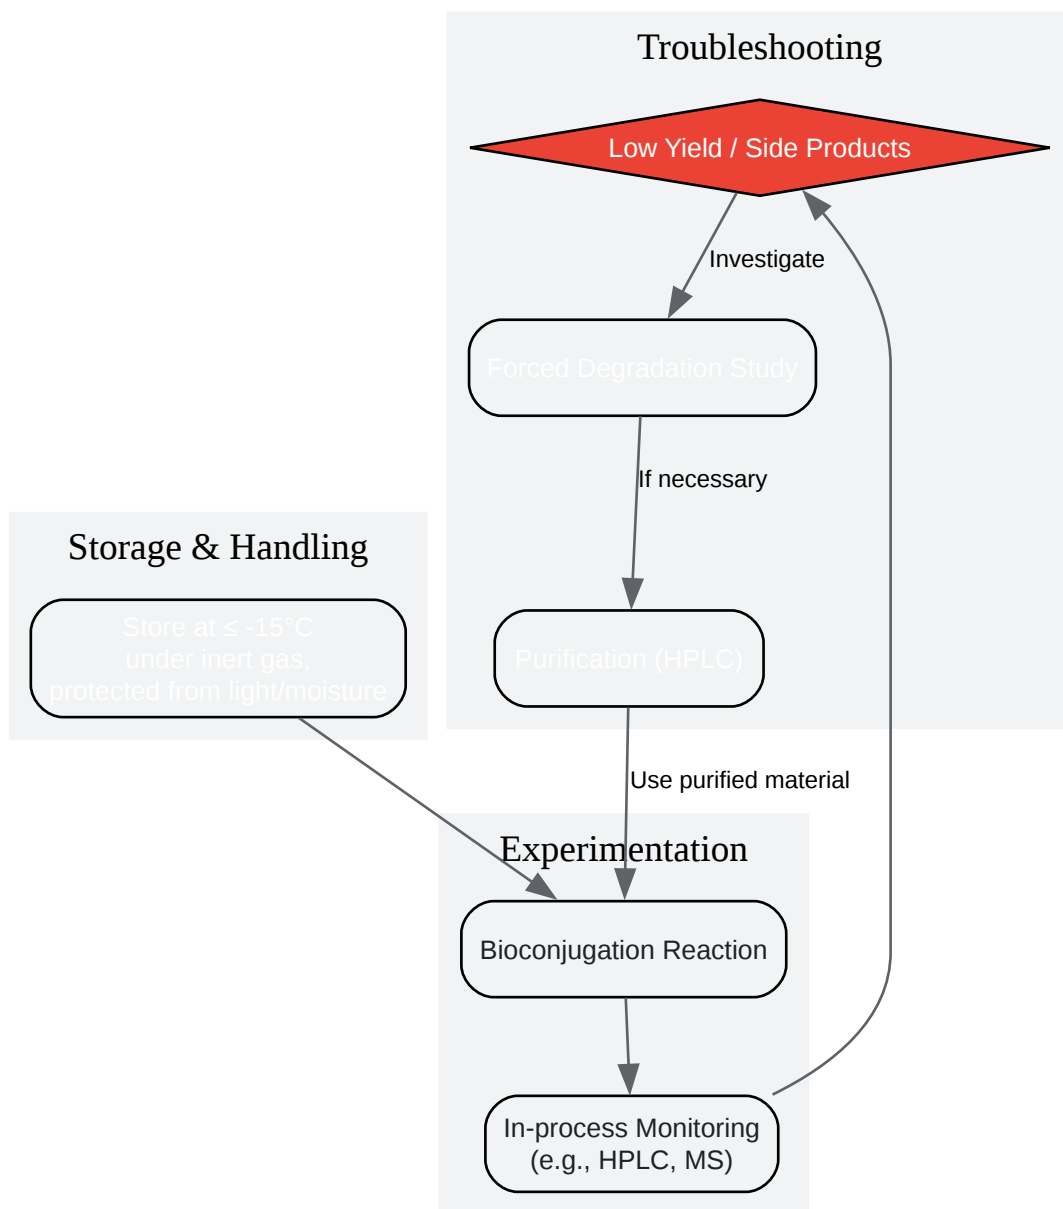 Troubleshooting
Low Yield / Side Products
Investigate
Forced Degradation Study
If necessary
Storage & Handling
Store at ≤ -15°C
under inert gas,
protected from light/moisture
Purification (HPLC)
Use purified material
Experimentation
Bioconjugation Reaction
In-process Monitoring
(e.g., HPLC, MS)